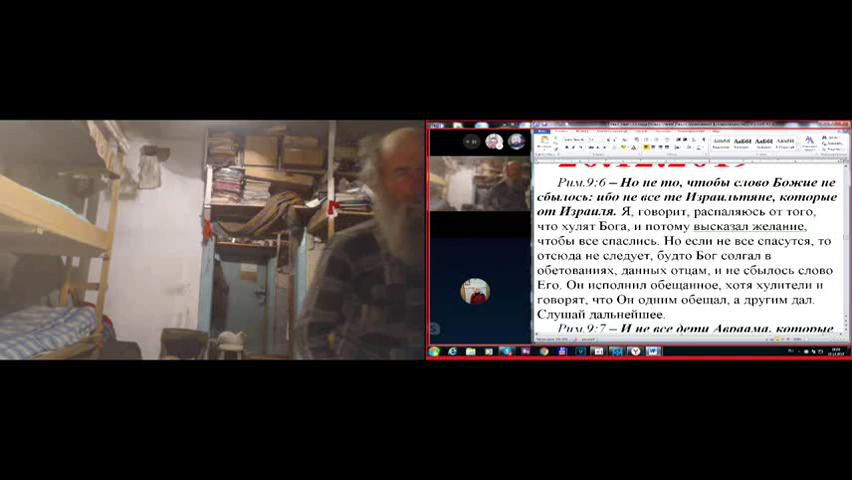 20.12.2019
Рим.9:6 – Но не то, чтобы слово Божие не
сбылось: ибо не все те Израильтяне, которые
от Израиля. Я, говорит, распаляюсь от того,
что хулят Бога, и потому высказал желание,
чтобы все спаслись. Но если не все спасутся, то
отсюда не следует, будто Бог солгал в
обетованиях, данных отцам, и не сбылось слово
Его. Он исполнил обещанное, хотя хулители и
говорят, что Он одним обещал, а другим дал.
Слушай дальнейшее.
Рим.9:7 – И не все дети Авраама, которые